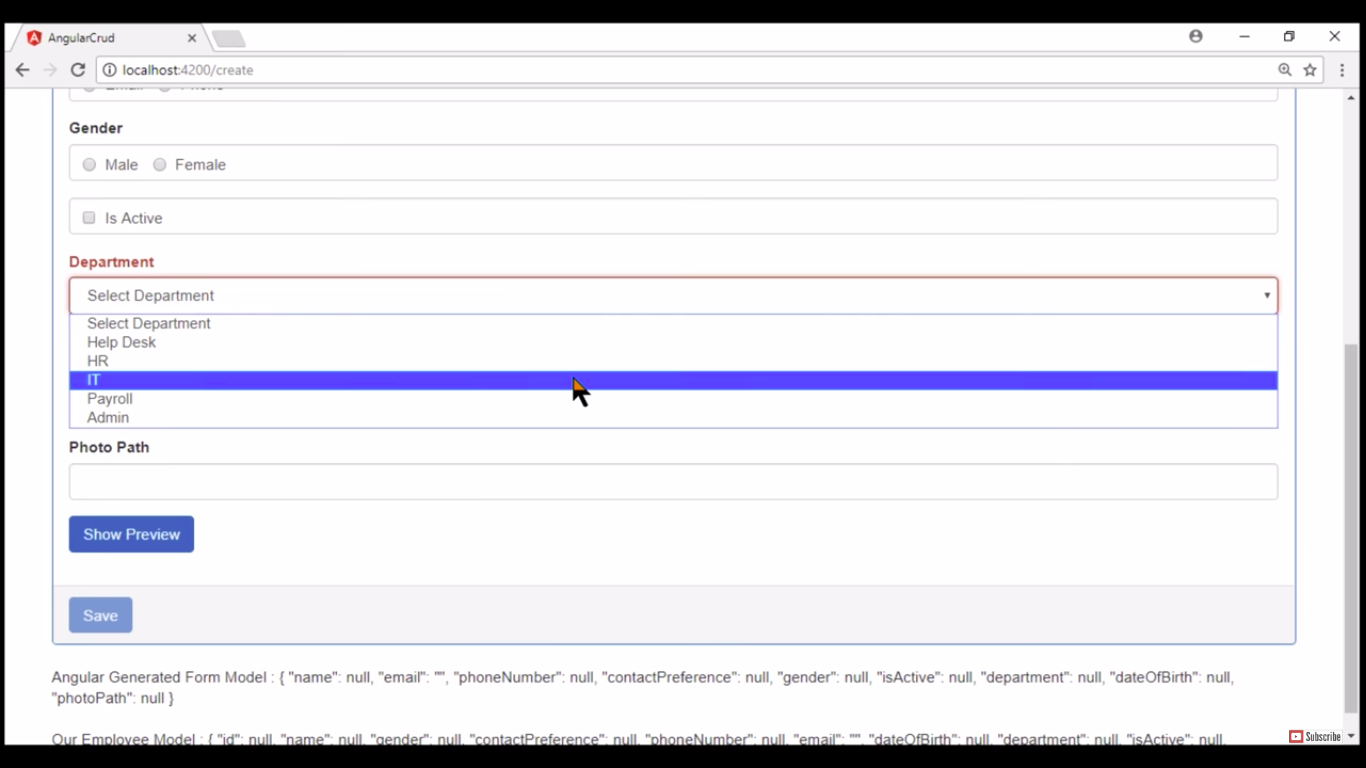 AngularCrud
localhost:4200/create
Email Phone
Gender
Male Female
Is Active
Department
Select Department
Select Department
Help Desk
HR
IT
Payroll
Admin
Photo Path
Show Preview
Save
Angular Generated Form Model : { "name": null, "email": "", "phoneNumber": null, "contactPreference": null, "gender": null, "isActive": null, "department": null, "dateOfBirth": null,
"photoPath": null }
Our Employee Model : { "id": null, "name": null, "gender": null, "contactPreference": null, "phoneNumber": null, "email": "", "dateOfBirth": null, "department": null, "isActive": null,
Subscribe